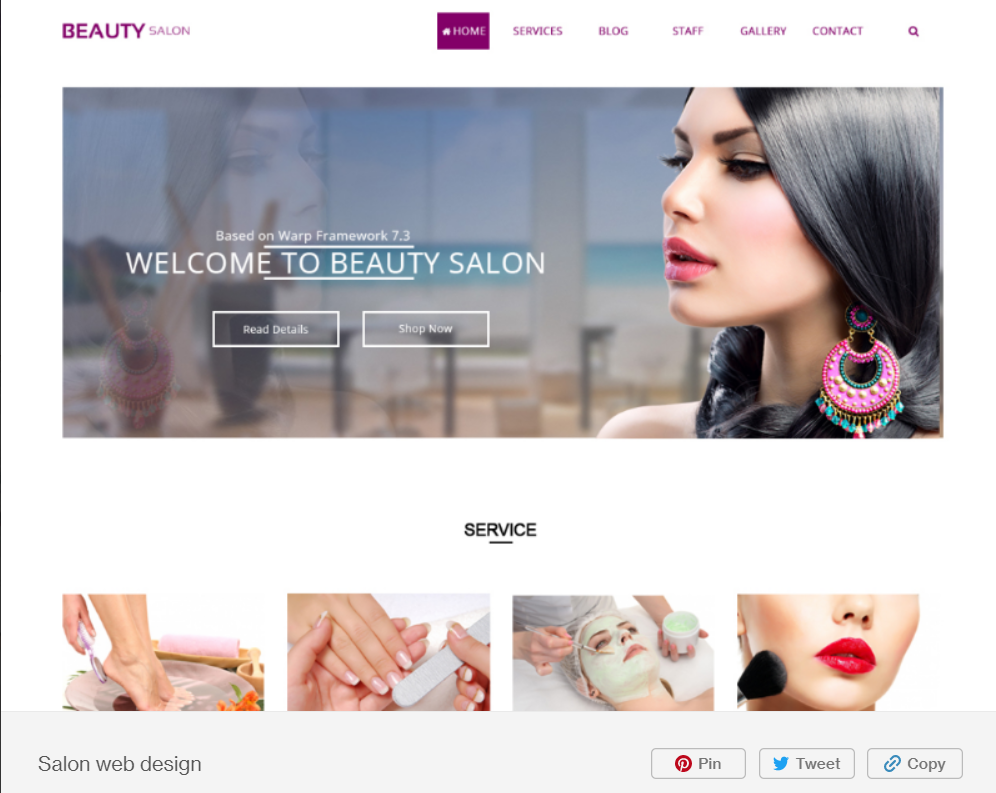 BEAUTY SALON
HOME SERVICES BLOG STAFF GALLERY CONTACT
Based on Warp Framework 7.3
WELCOME TO BEAUTY SALON
Read Details Shop Now
SERVICE
Salon web design
Pin Tweet Copy